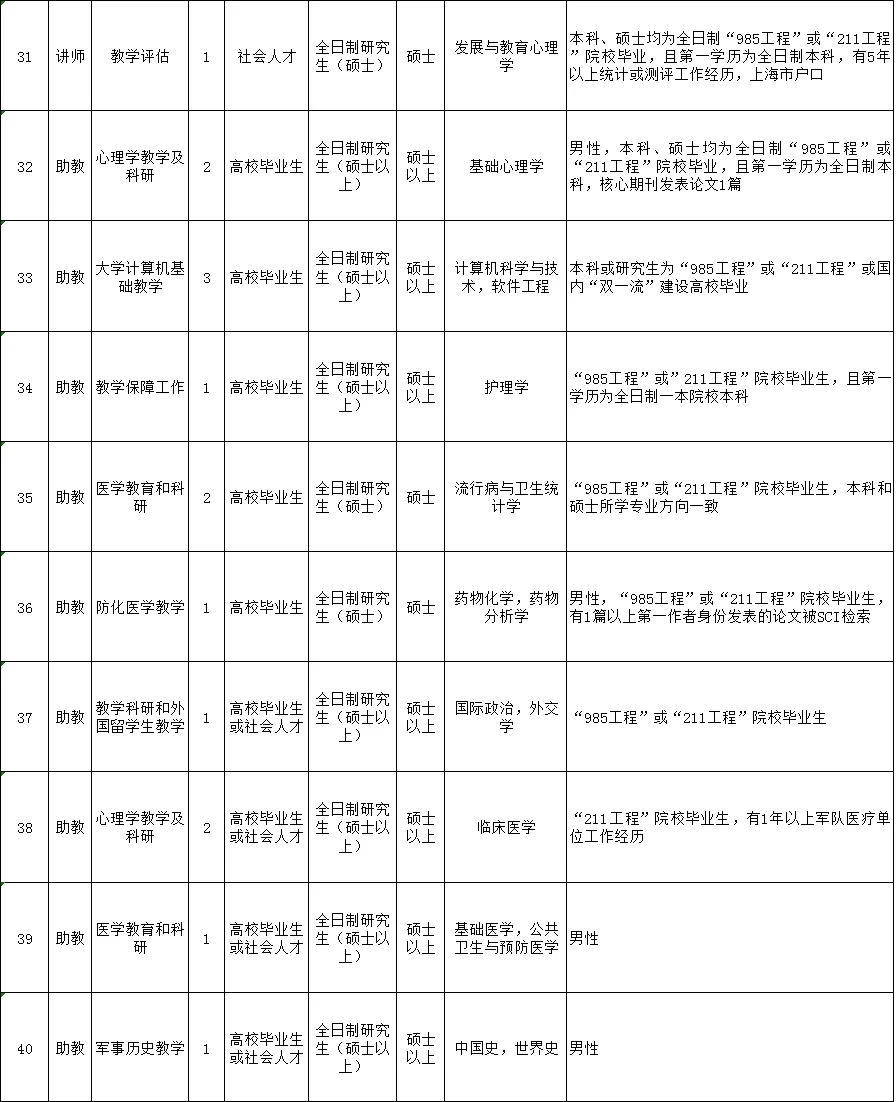 31 讲师 教学评估 1 社会人才 全日制研究生（硕士） 硕士 发展与教育心理学 本科、硕士均为全日制“985工程”或“211工程”院校毕业，且第一学历为全日制本科，有5年以上统计或测评工作经历，上海市户口
32 助教 心理学教学及科研 2 高校毕业生 全日制研究生（硕士以上） 硕士以上 基础心理学 男性，本科、硕士均为全日制“985工程”或“211工程”院校毕业，且第一学历为全日制本科，核心期刊发表论文1篇
33 助教 大学计算机基础教学 3 高校毕业生 全日制研究生（硕士以上） 硕士以上 计算机科学与技术，软件工程 本科或研究生为“985工程”或“211工程”或国内“双一流”建设高校毕业
34 助教 教学保障工作 1 高校毕业生 全日制研究生（硕士以上） 硕士以上 护理学 “985工程”或”211工程”院校毕业生，且第一学历为全日制一本院校本科
35 助教 医学教育和科研 2 高校毕业生 全日制研究生（硕士） 硕士 流行病与卫生统计学 “985工程”或“211工程”院校毕业生，本科和硕士所学专业方向一致
36 助教 防化医学教学 1 高校毕业生 全日制研究生（硕士） 硕士 药物化学，药物分析学 男性，“985工程”或“211工程”院校毕业生，有1篇以上第一作者身份发表的论文被SCI检索
37 助教 教学科研和外国留学生教学 1 高校毕业生或社会人才 全日制研究生（硕士以上） 硕士以上 国际政治，外交学 “985工程”或“211工程”院校毕业生
38 助教 心理学教学及科研 2 高校毕业生或社会人才 全日制研究生（硕士以上） 硕士以上 临床医学 “211工程”院校毕业生，有1年以上军队医疗单位工作经历
39 助教 医学教育和科研 1 高校毕业生或社会人才 全日制研究生（硕士以上） 硕士以上 基础医学，公共卫生与预防医学 男性
40 助教 军事历史教学 1 高校毕业生或社会人才 全日制研究生（硕士以上） 硕士以上 中国史，世界史 男性